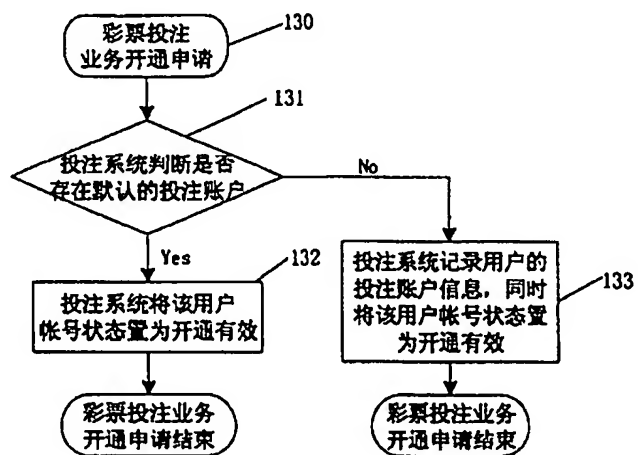 彩票投注
业务开通申请
130
131
投注系统判断是否
存在默认的投注账户
No
Yes
132
投注系统将该用户
帐号状态置为开通有效
投注系统记录用户的
投注账户信息，同时
将该用户帐号状态置
为开通有效
133
彩票投注业务
开通申请结束
彩票投注业务
开通申请结束